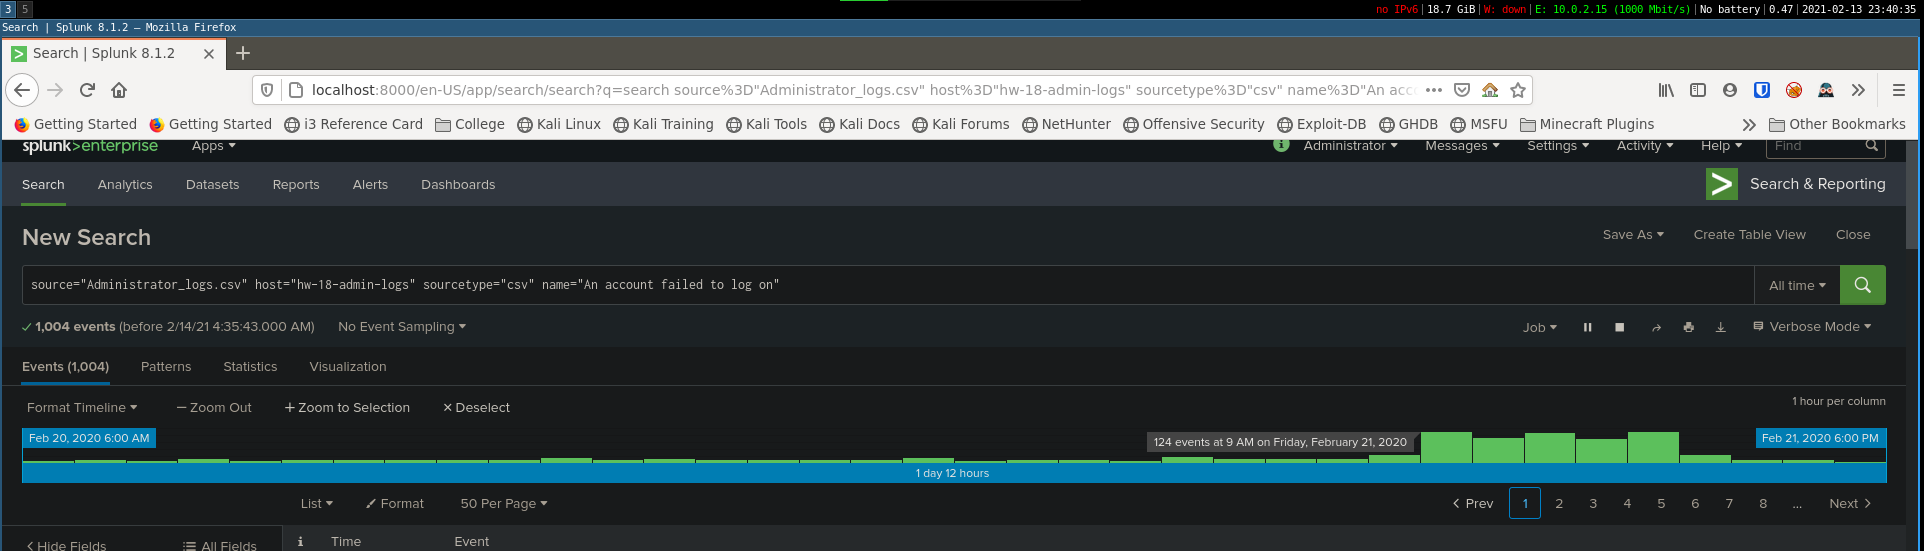 3 5 no IPv6 | 18.7 GiB | W: down | E: 10.0.2.15 (1000 Mbit/s) | No battery | 0.47 | 2021-02-13 23:40:35
Search | Splunk 8.1.2 — Mozilla Firefox
Search | Splunk 8.1.2
localhost:8000/en-US/app/search/search?q=search source%3D"Administrator_logs.csv" host%3D"hw-18-admin-logs" sourcetype%3D"csv" name%3D"An acc
Getting Started Getting Started i3 Reference Card College Kali Linux Kali Training Kali Tools Kali Docs Kali Forums NetHunter Offensive Security Exploit-DB GHDB MSFU Minecraft Plugins Other Bookmarks
splunk>enterprise Apps Administrator Messages Settings Activity Help Find
Search Analytics Datasets Reports Alerts Dashboards Search & Reporting
New Search Save As Create Table View Close
source="Administrator_logs.csv" host="hw-18-admin-logs" sourcetype="csv" name="An account failed to log on" All time
1,004 events (before 2/14/21 4:35:43.000 AM) No Event Sampling Job Verbose Mode
Events (1,004) Patterns Statistics Visualization
Format Timeline — Zoom Out + Zoom to Selection × Deselect 1 hour per column
Feb 20, 2020 6:00 AM 124 events at 9 AM on Friday, February 21, 2020 Feb 21, 2020 6:00 PM
1 day 12 hours
List Format 50 Per Page < Prev 1 2 3 4 5 6 7 8 ... Next >
< Hide Fields All Fields i Time Event